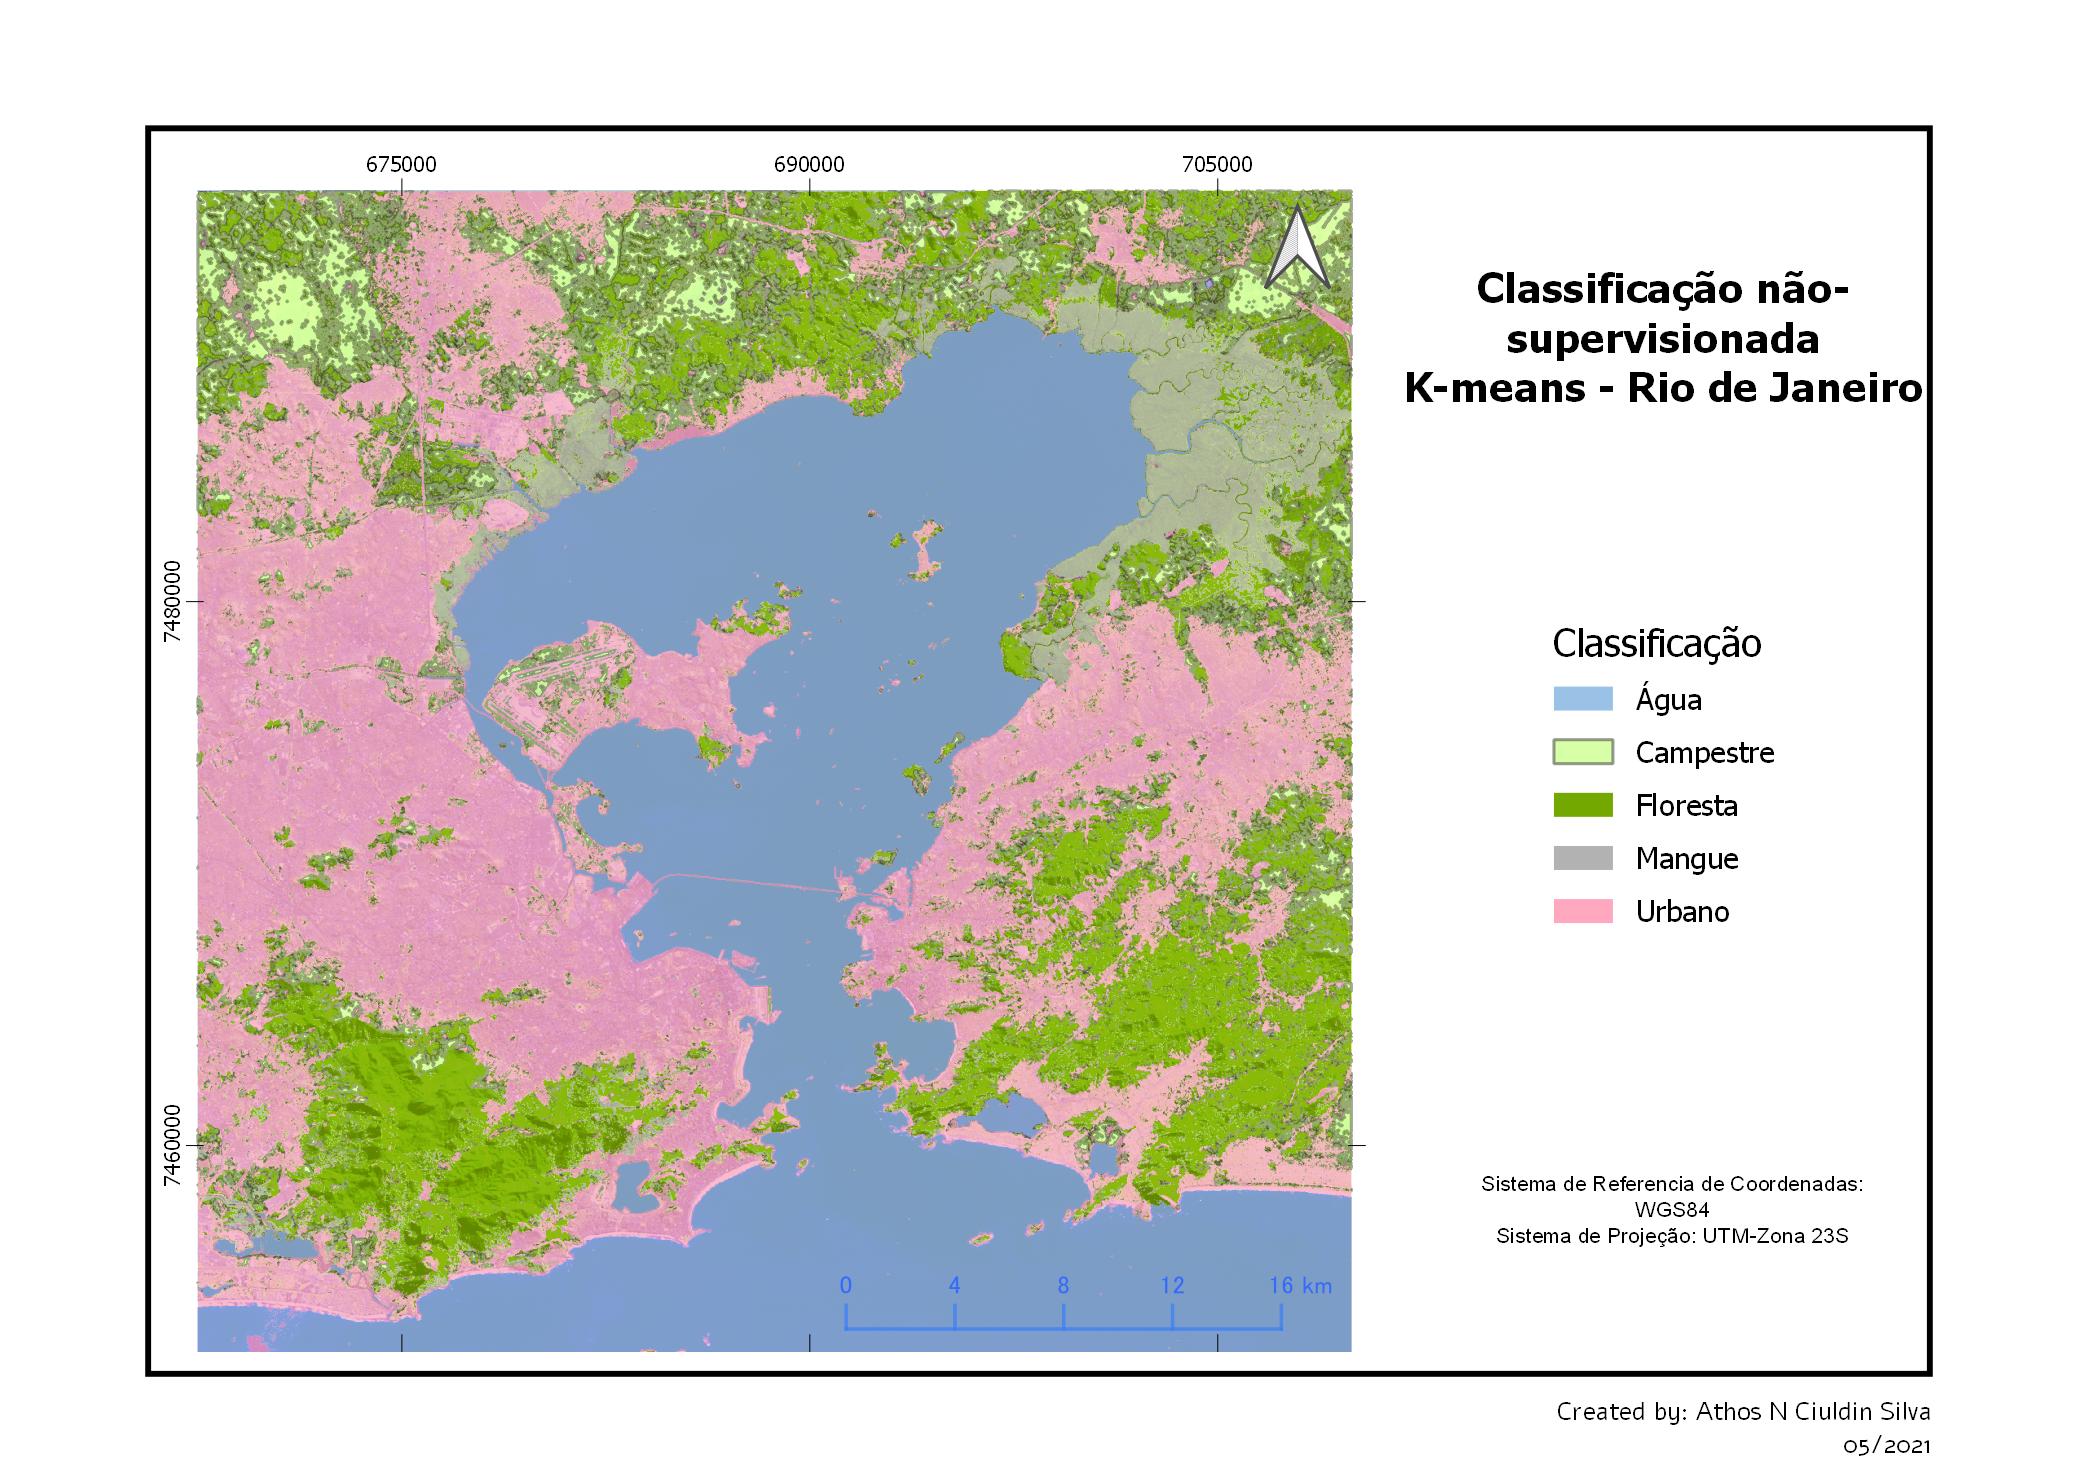 675000 690000 705000
Classificação não-
supervisionada
K-means - Rio de Janeiro
7480000
7460000
Classificação
Água
Campestre
Floresta
Mangue
Urbano
Sistema de Referencia de Coordenadas:
WGS84
Sistema de Projeção: UTM-Zona 23S
0 4 8 12 16 km
Created by: Athos N Ciuldin Silva
05/2021